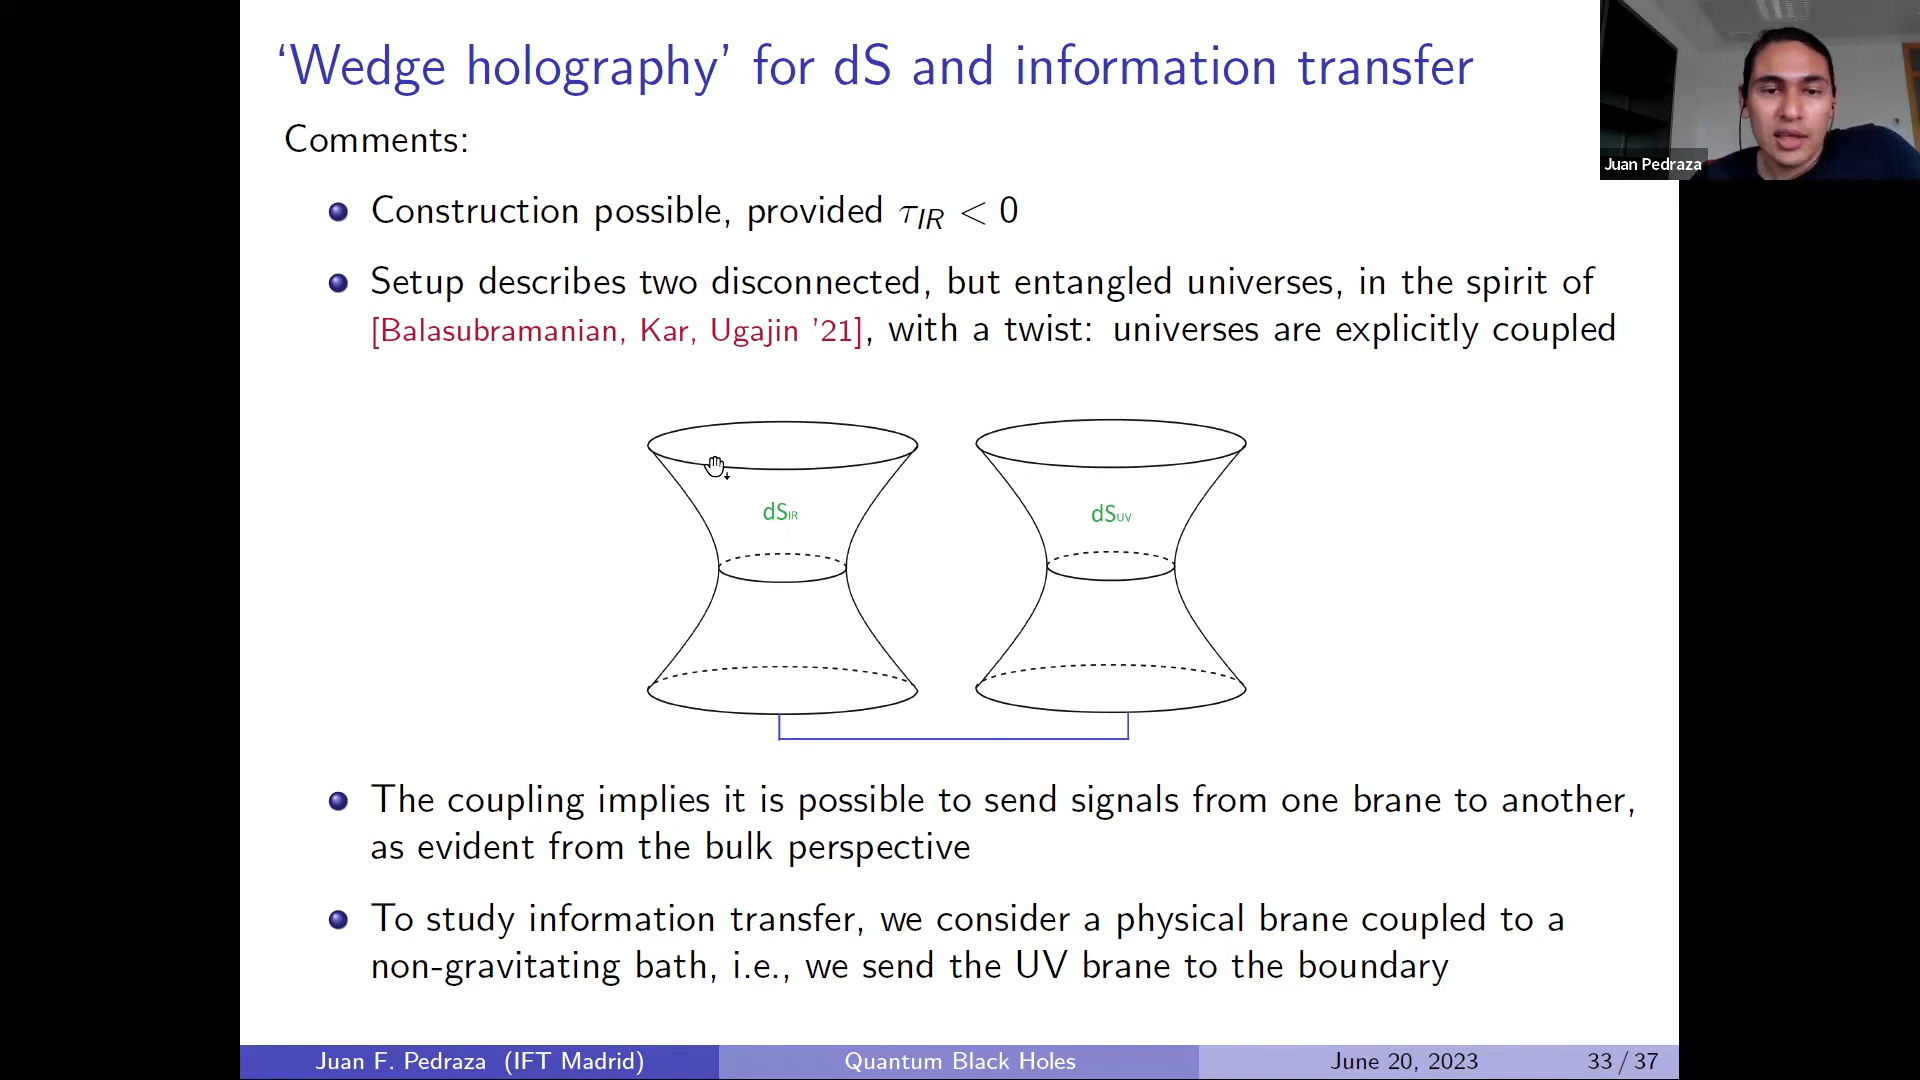 ‘Wedge holography’ for dS and information transfer
Juan Pedraza
Comments:
Construction possible, provided τ_IR < 0
Setup describes two disconnected, but entangled universes, in the spirit of
[Balasubramanian, Kar, Ugajin ’21], with a twist: universes are explicitly coupled
dS_IR
dS_UV
The coupling implies it is possible to send signals from one brane to another,
as evident from the bulk perspective
To study information transfer, we consider a physical brane coupled to a
non-gravitating bath, i.e., we send the UV brane to the boundary
Juan F. Pedraza (IFT Madrid)
Quantum Black Holes
June 20, 2023
33 / 37